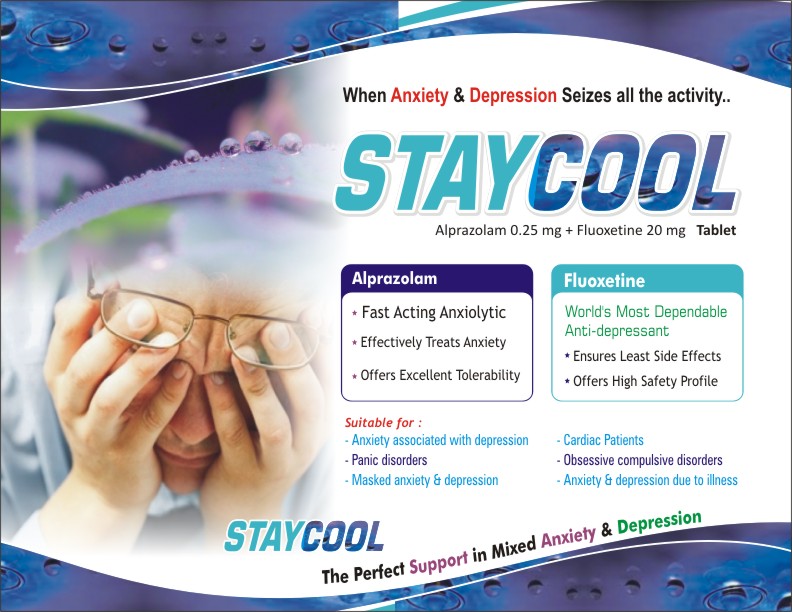 When Anxiety & Depression Seizes all the activity..
STAYCOOL
Alprazolam 0.25 mg + Fluoxetine 20 mg Tablet
Alprazolam
★ Fast Acting Anxiolytic
★ Effectively Treats Anxiety
★ Offers Excellent Tolerability
Fluoxetine
World's Most Dependable
Anti-depressant
★ Ensures Least Side Effects
★ Offers High Safety Profile
Suitable for :
- Anxiety associated with depression
- Panic disorders
- Masked anxiety & depression
- Cardiac Patients
- Obsessive compulsive disorders
- Anxiety & depression due to illness
STAYCOOL
The Perfect Support in Mixed Anxiety & Depression